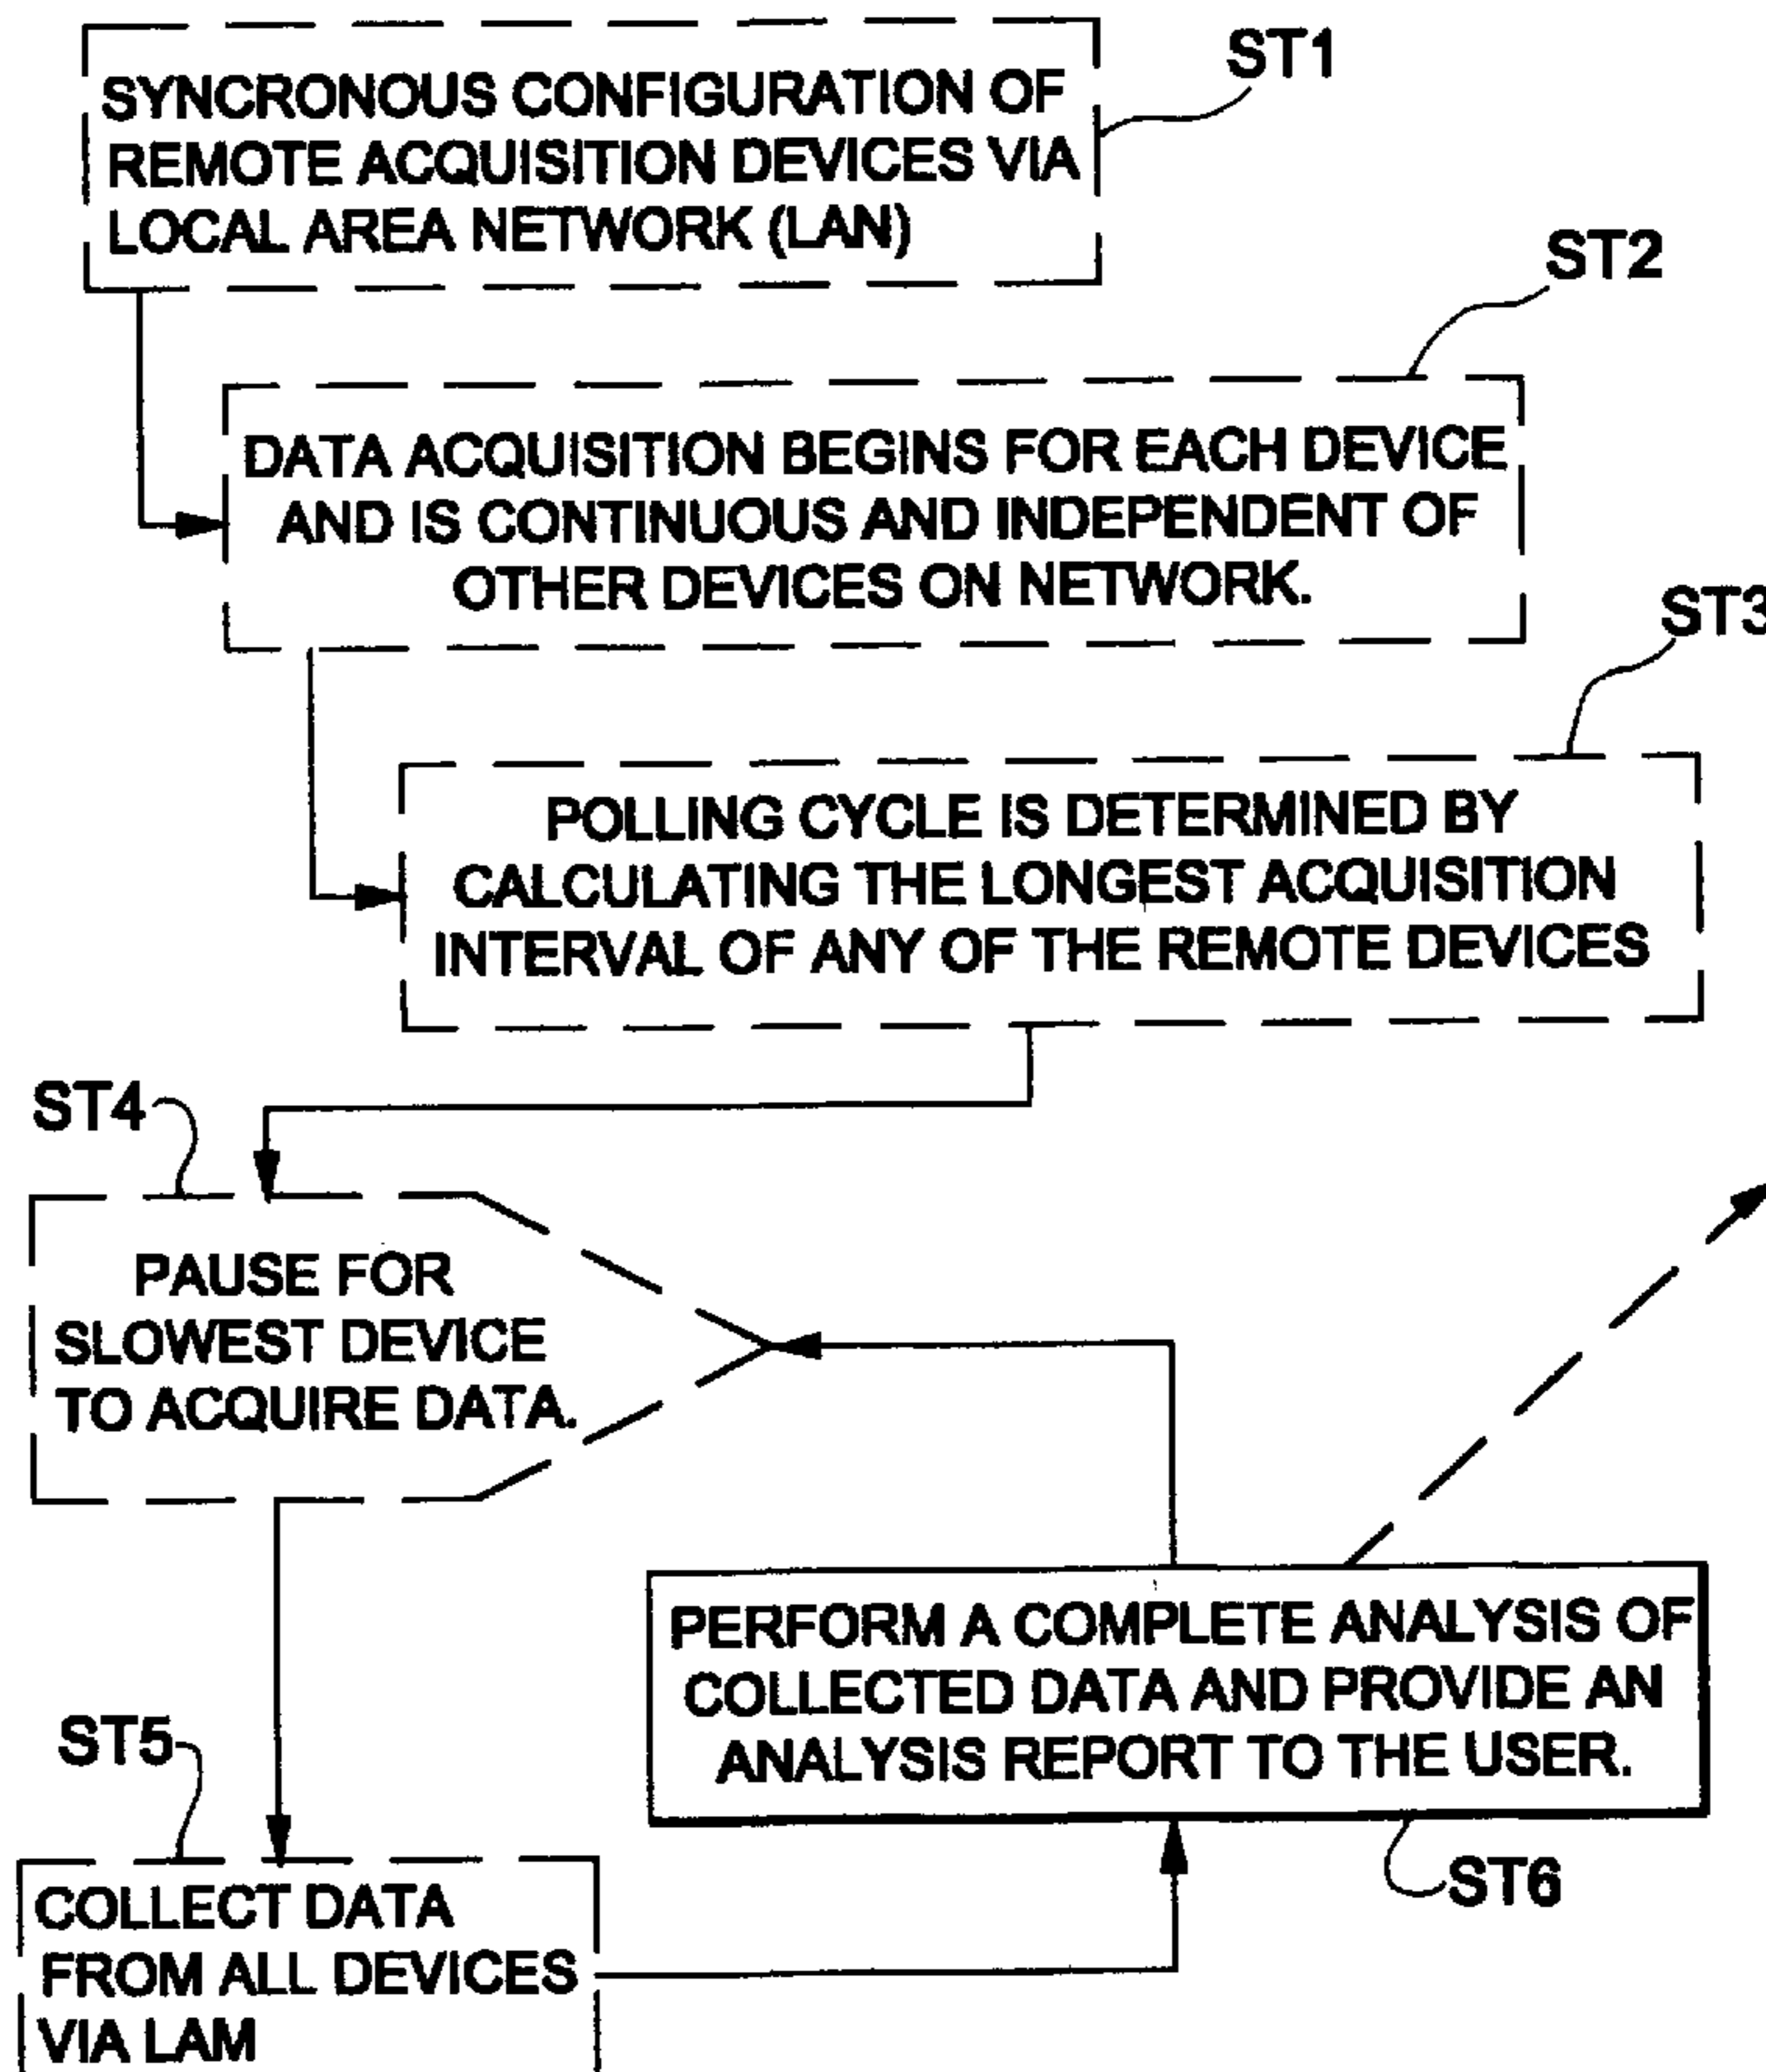 ST1
SYNCRONOUS CONFIGURATION OF
REMOTE ACQUISITION DEVICES VIA
LOCAL AREA NETWORK (LAN)
ST2
DATA ACQUISITION BEGINS FOR EACH DEVICE
AND IS CONTINUOUS AND INDEPENDENT OF
OTHER DEVICES ON NETWORK.
ST3
POLLING CYCLE IS DETERMINED BY
CALCULATING THE LONGEST ACQUISITION
INTERVAL OF ANY OF THE REMOTE DEVICES
ST4
PAUSE FOR
SLOWEST DEVICE
TO ACQUIRE DATA.
PERFORM A COMPLETE ANALYSIS OF
COLLECTED DATA AND PROVIDE AN
ANALYSIS REPORT TO THE USER.
ST5
ST6
COLLECT DATA
FROM ALL DEVICES
VIA LAM